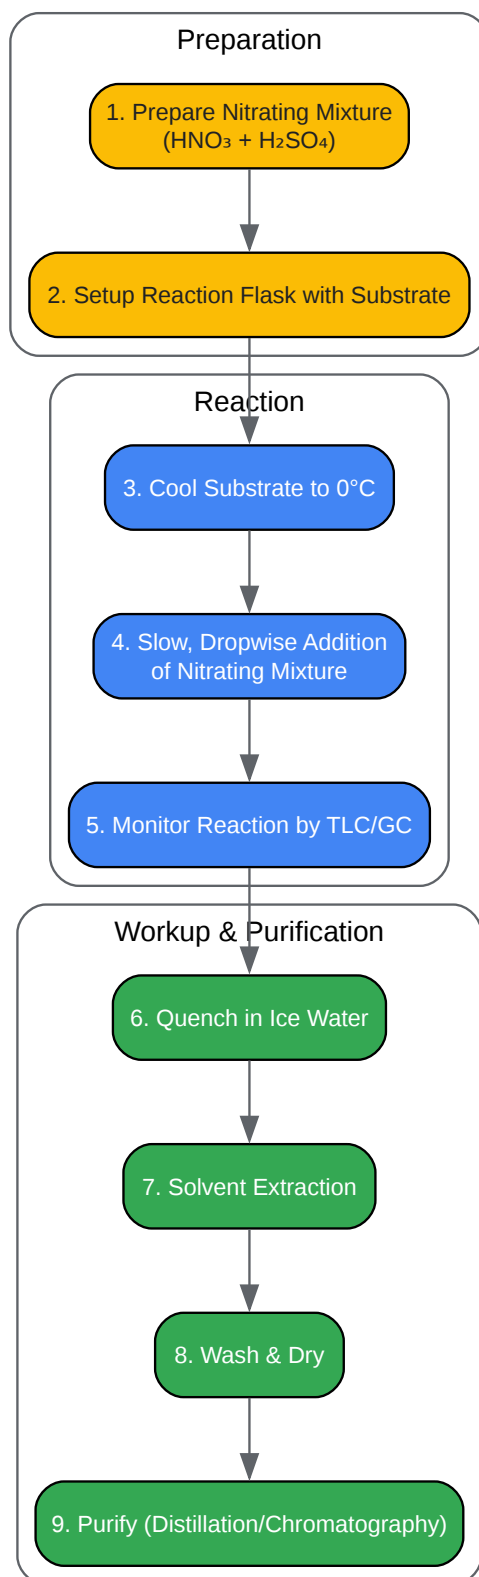 Preparation
1. Prepare Nitrating Mixture
(HNO₃ + H₂SO₄)
2. Setup Reaction Flask with Substrate
Reaction
3. Cool Substrate to 0°C
4. Slow, Dropwise Addition
of Nitrating Mixture
5. Monitor Reaction by TLC/GC
Workup & Purification
6. Quench in Ice Water
7. Solvent Extraction
8. Wash & Dry
9. Purify (Distillation/Chromatography)